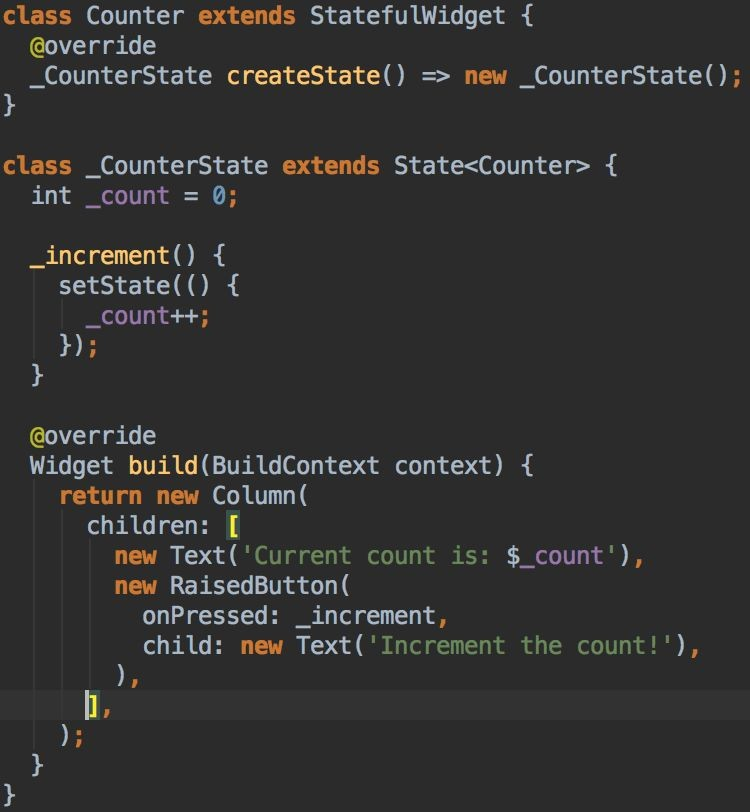 class Counter extends StatefulWidget {
  @override
  _CounterState createState() => new _CounterState();
}

class _CounterState extends State<Counter> {
  int _count = 0;

  _increment() {
    setState(() {
      _count++;
    });
  }

  @override
  Widget build(BuildContext context) {
    return new Column(
      children: [
        new Text('Current count is: $_count'),
        new RaisedButton(
          onPressed: _increment,
          child: new Text('Increment the count!'),
        ),
      ],
    );
  }
}